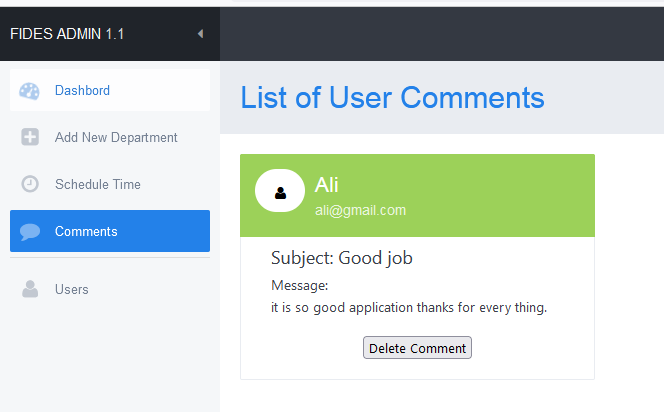 FIDES ADMIN 1.1
Dashbord
Add New Department
Schedule Time
Comments
Users
List of User Comments
Ali
ali@gmail.com
Subject: Good job
Message:
it is so good application thanks for every thing.
Delete Comment